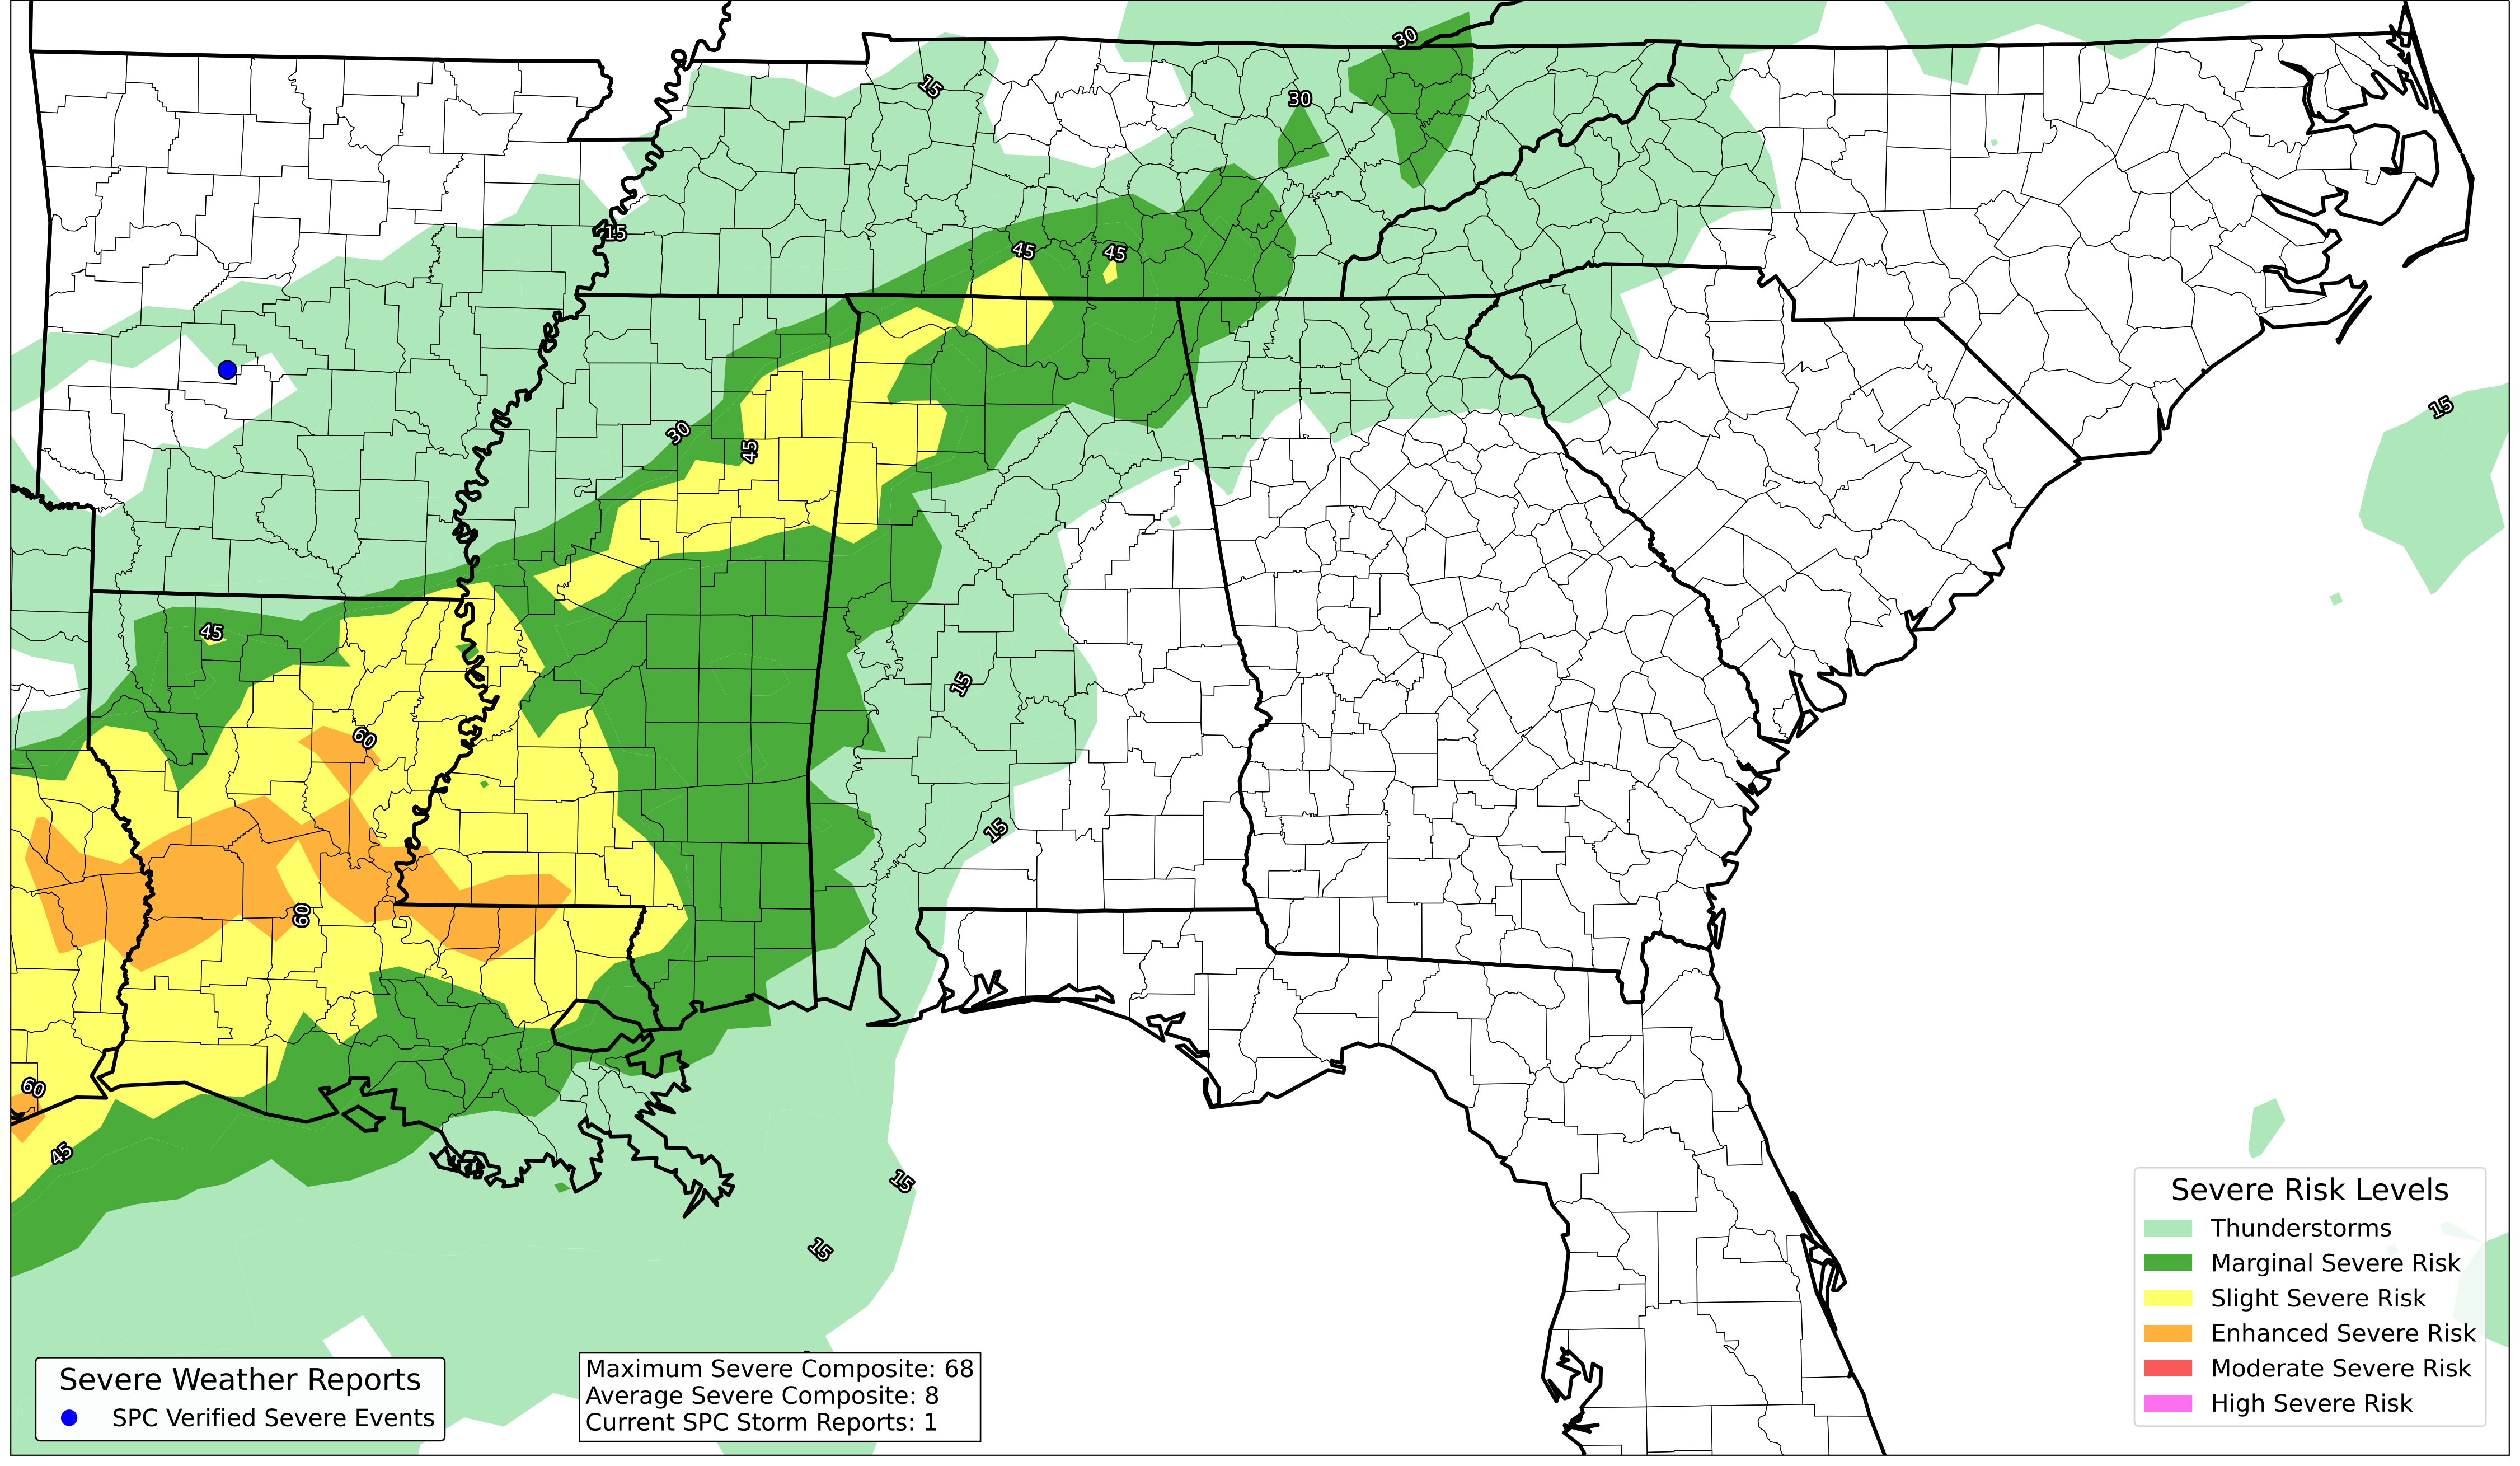 30
15
30
15
45
45
15
30
45
45
15
60
15
60
60
45
15
15
Severe Risk Levels
Thunderstorms
Marginal Severe Risk
Slight Severe Risk
Enhanced Severe Risk
Moderate Severe Risk
High Severe Risk
Severe Weather Reports
SPC Verified Severe Events
Maximum Severe Composite: 68
Average Severe Composite: 8
Current SPC Storm Reports: 1